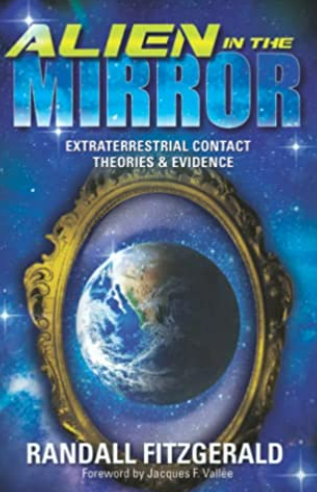 ALIEN IN THE
MIRROR
EXTRATERRESTRIAL CONTACT
THEORIES & EVIDENCE
RANDALL FITZGERALD
Foreword by Jacques F. Vallée